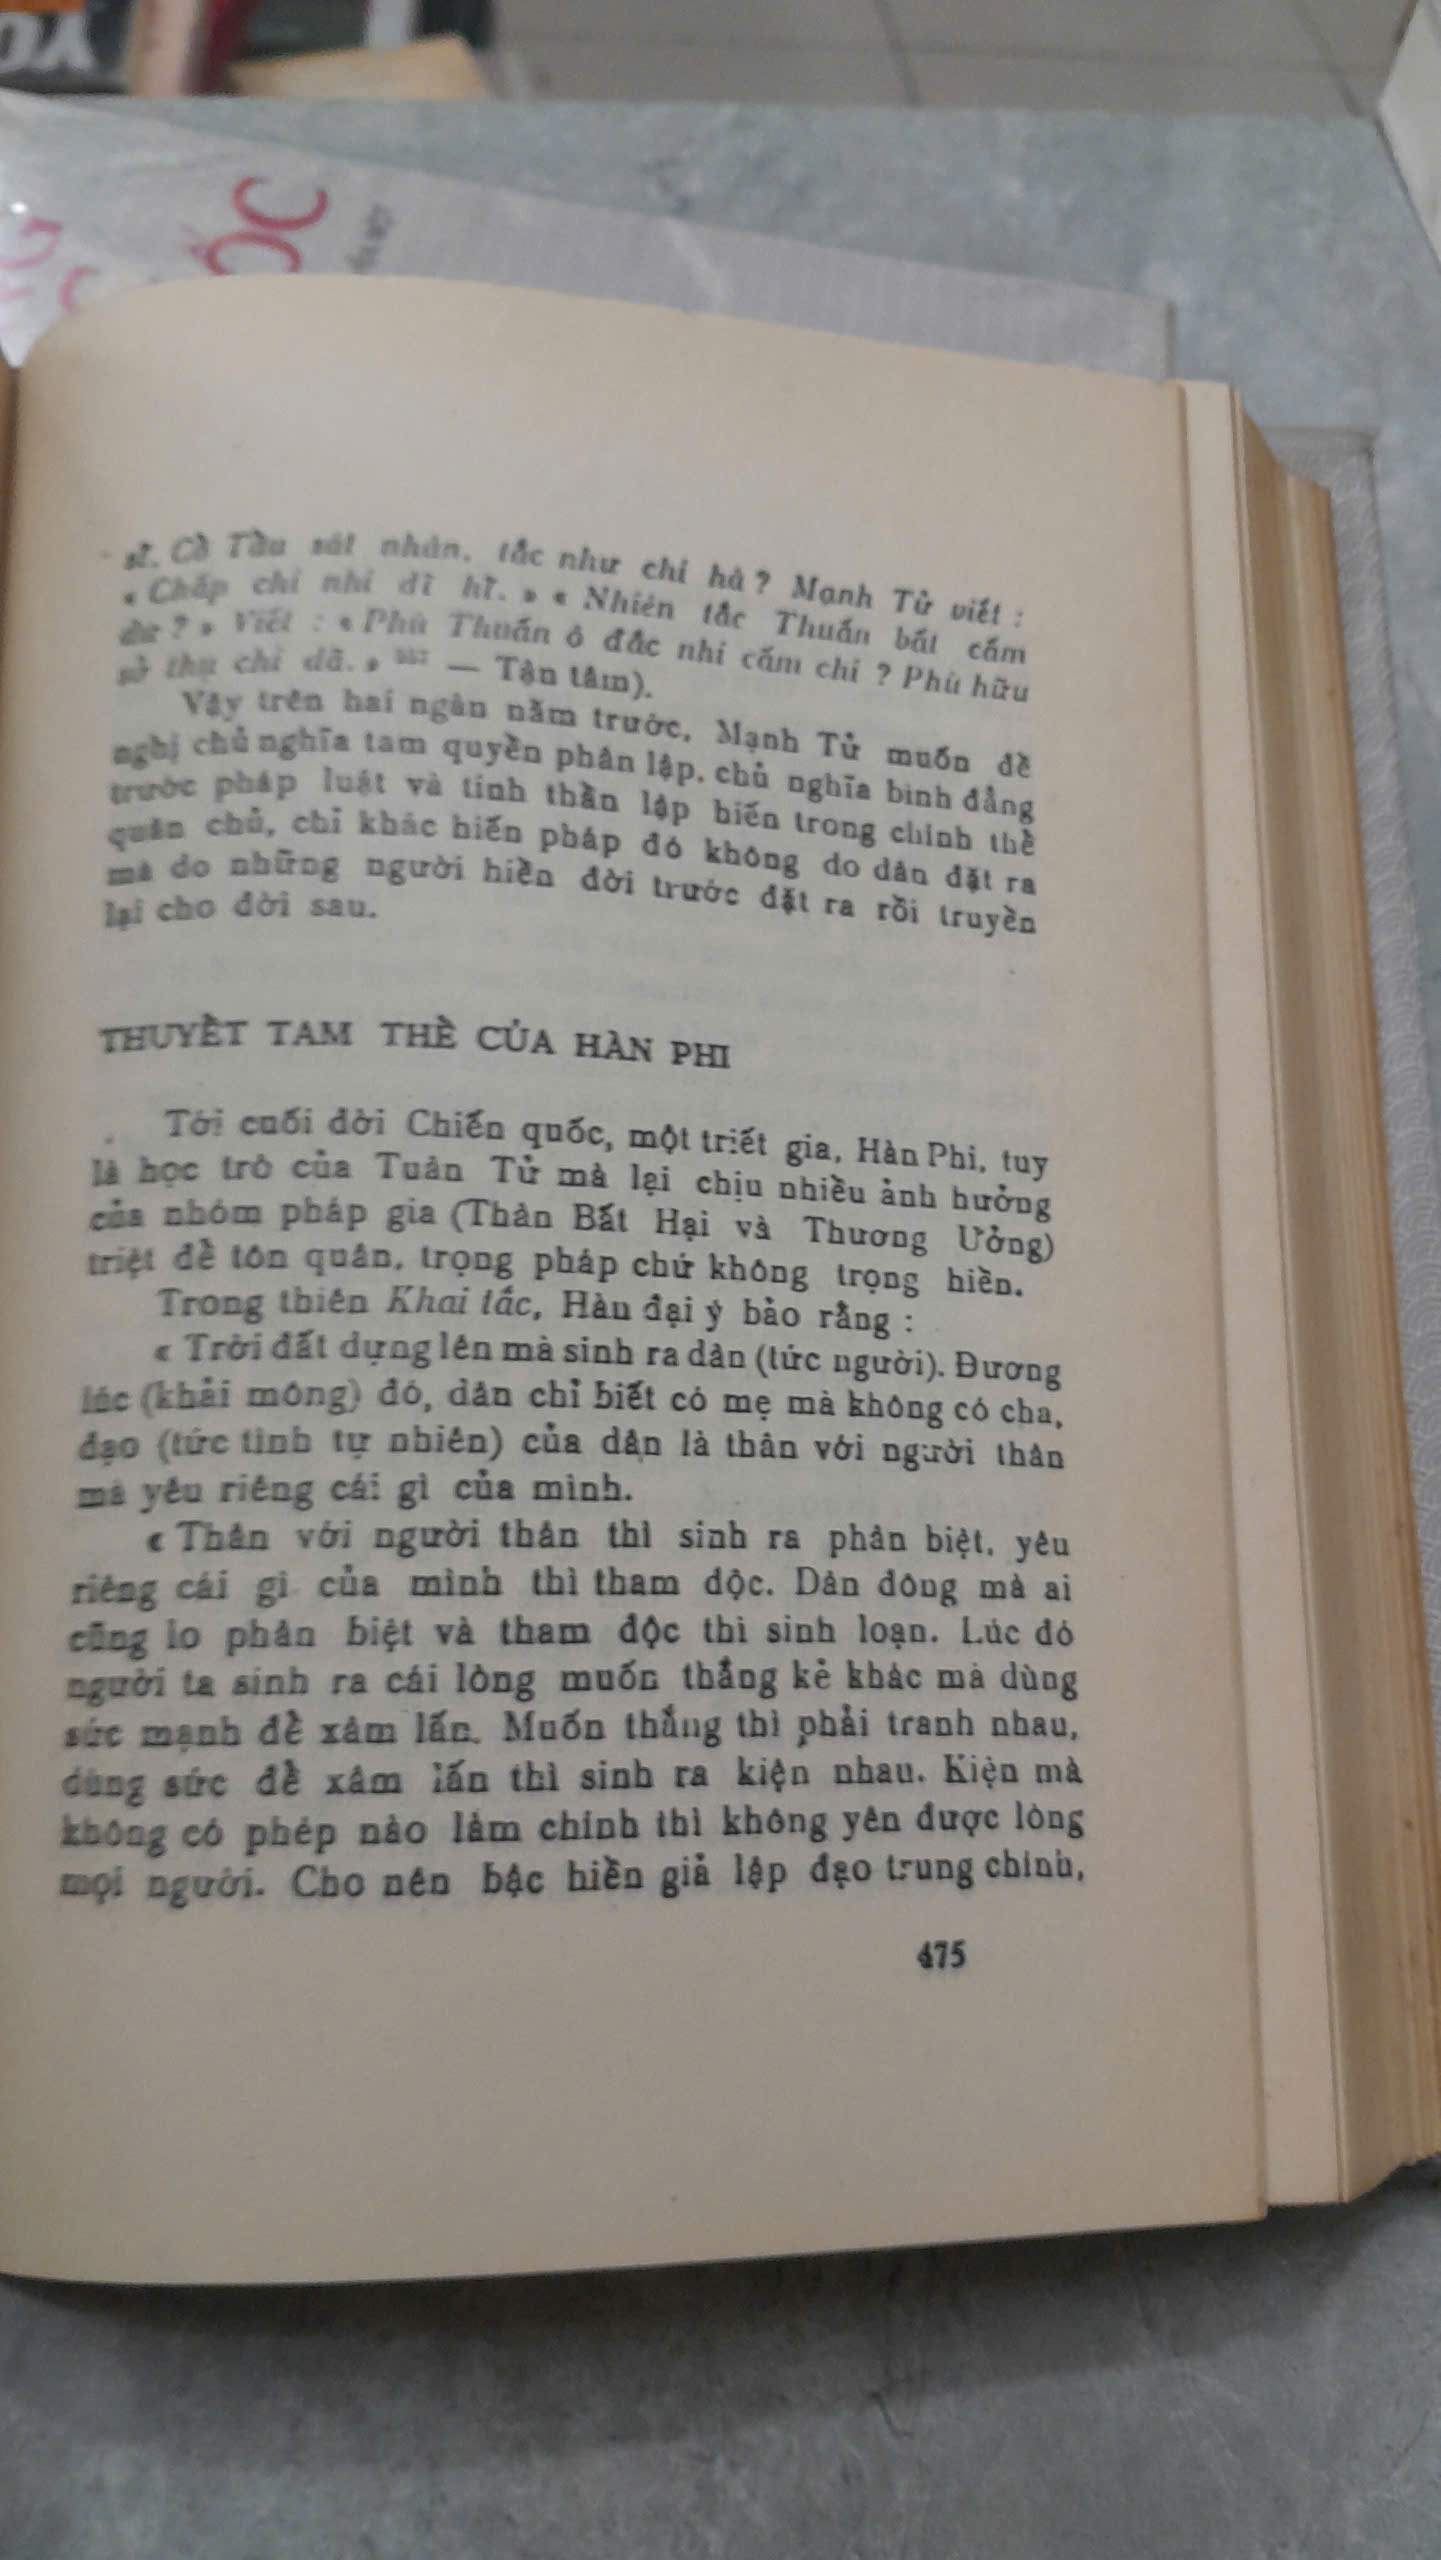 YO
ỐC
sĩ. Cồ Tẩu sát nhân, tắc như chi hà ? Mạnh Tử viết :
« Chấp chi nhi dĩ hĩ. » « Nhiên tắc Thuấn bất cấm
dư ? » Viết : « Phù Thuấn ô đắc nhi cấm chi ? Phù hữu
sở thụ chi dã. » — Tận tâm).
Vậy trên hai ngàn năm trước, Mạnh Tử muốn đề
nghị chủ nghĩa tam quyền phân lập, chủ nghĩa bình đẳng
trước pháp luật và tinh thần lập hiến trong chính thể
quân chủ, chỉ khác hiến pháp đó không do dân đặt ra
mà do những người hiền đời trước đặt ra rồi truyền
lại cho đời sau.
THUYẾT TAM THẾ CỦA HÀN PHI
Tới cuối đời Chiến quốc, một triết gia, Hàn Phi, tuy
là học trò của Tuân Tử mà lại chịu nhiều ảnh hưởng
của nhóm pháp gia (Thân Bất Hại và Thương Ưởng)
triệt để tôn quân, trọng pháp chứ không trọng hiền.
Trong thiên Khai tắc, Hàn đại ý bảo rằng :
« Trời đất dựng lên mà sinh ra dân (tức người). Đương
lúc (khải mông) đó, dân chỉ biết có mẹ mà không có cha,
đạo (tức tình tự nhiên) của dân là thân với người thân
mà yêu riêng cái gì của mình.
« Thân với người thân thì sinh ra phân biệt, yêu
riêng cái gì của mình thì tham độc. Dân đông mà ai
cũng lo phân biệt và tham độc thì sinh loạn. Lúc đó
người ta sinh ra cái lòng muốn thắng kẻ khác mà dùng
sức mạnh để xâm lấn. Muốn thắng thì phải tranh nhau,
dùng sức để xâm lấn thì sinh ra kiện nhau. Kiện mà
không có phép nào làm chính thì không yên được lòng
mọi người. Cho nên bậc hiền giả lập đạo trung chính,
475